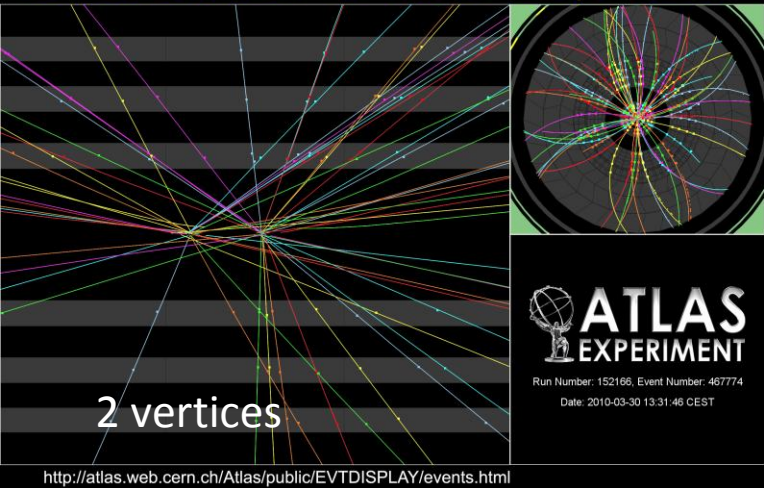 2 vertices
ATLAS
EXPERIMENT
Run Number: 152166, Event Number: 467774
Date: 2010-03-30 13:31:46 CEST
http://atlas.web.cern.ch/Atlas/public/EVTDISPLAY/events.html